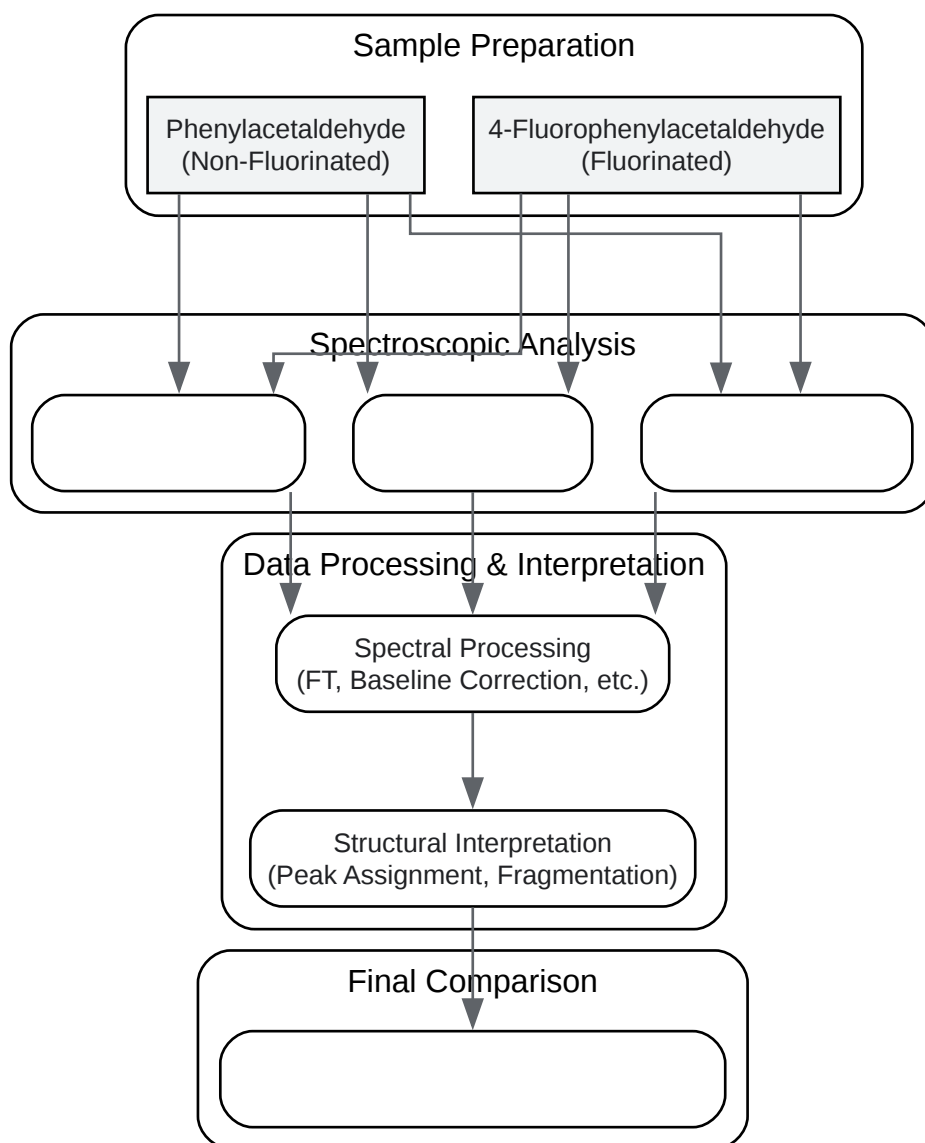 Sample Preparation
Phenylacetaldehyde
(Non-Fluorinated)
4-Fluorophenylacetaldehyde
(Fluorinated)
Spectroscopic Analysis
Data Processing & Interpretation
Spectral Processing
(FT, Baseline Correction, etc.)
Structural Interpretation
(Peak Assignment, Fragmentation)
Final Comparison